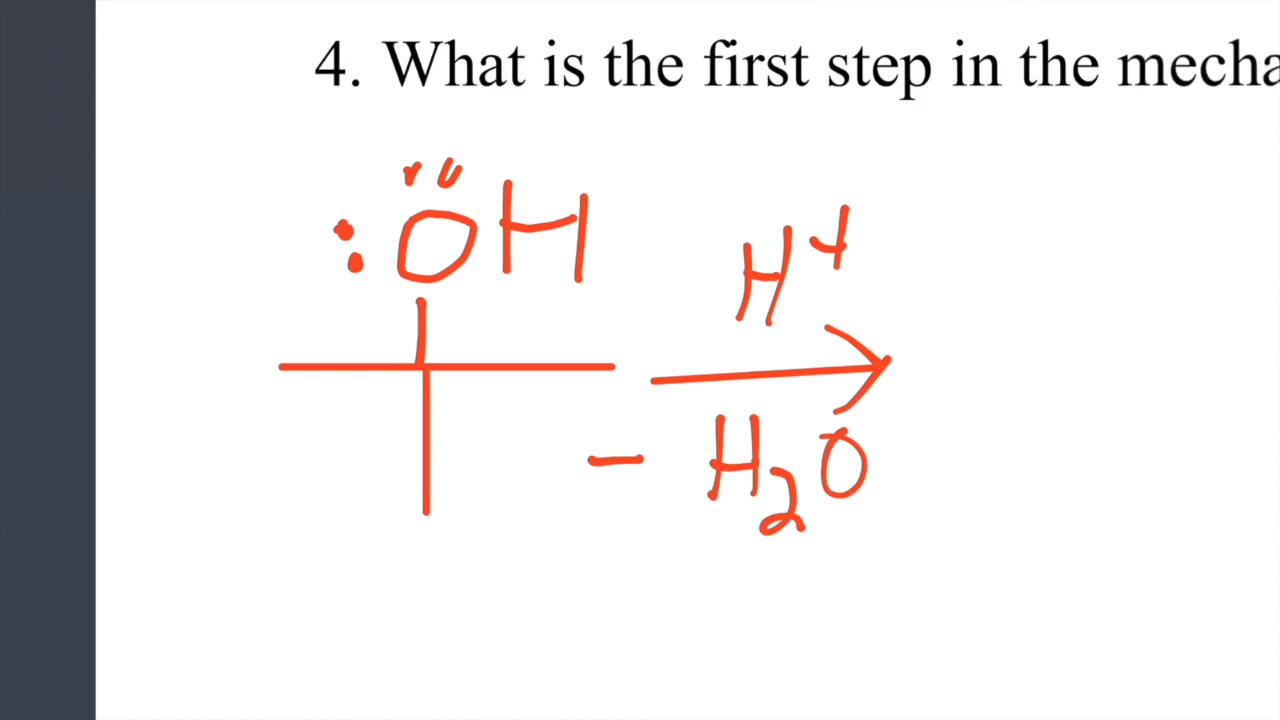 4. What is the first step in the mecha
:ÖH
H+
- H2O